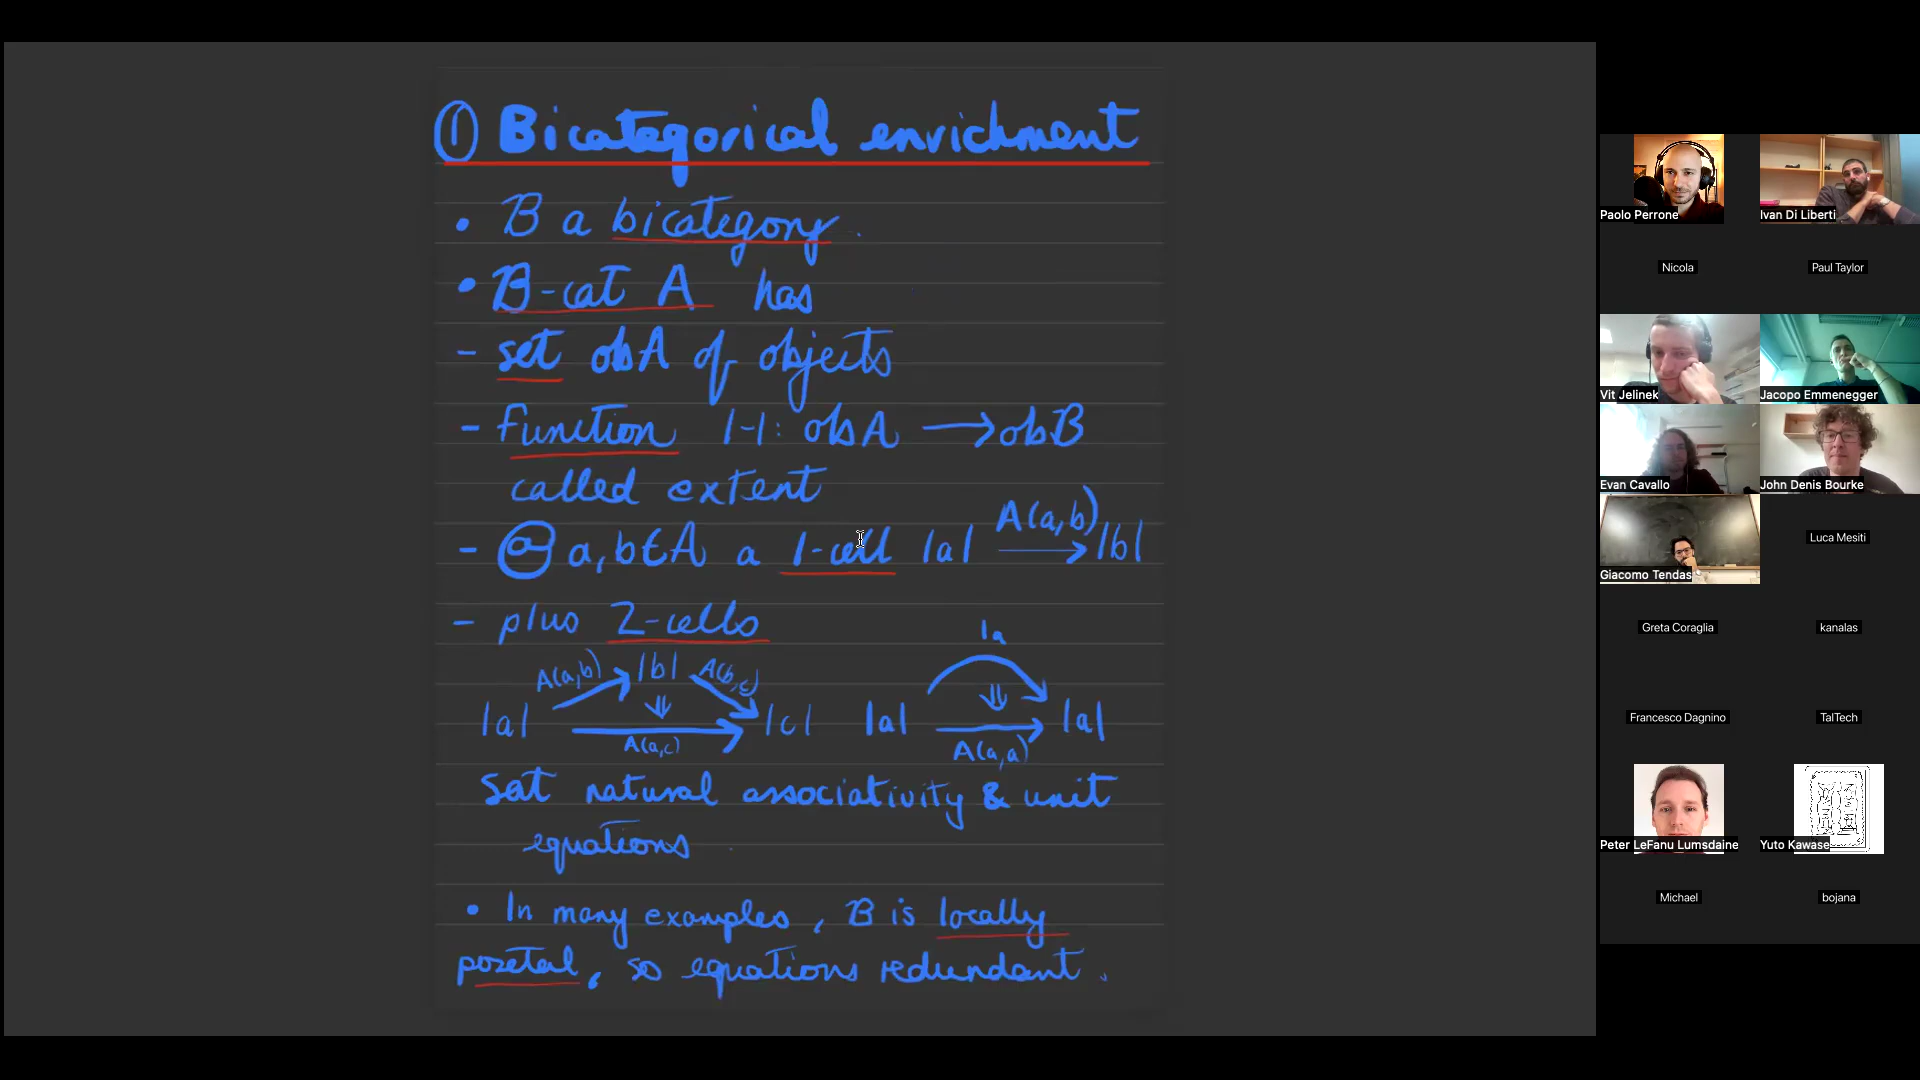 ① Bicategorical enrichment
• B a bicategory.
• B-cat A has
- set obA of objects
- Function |-|: obA ⟶ obB
called extent
- @ a,b∈A a 1-cell |a| A(a,b) → |b|
- plus 2-cells
A(a,b) |b| A(b,c)
|a| ⇓ |c|
A(a,c)
1a
|a| ⇓ |a|
A(a,a)
sat natural associativity & unit
equations.
• In many examples, B is locally
posetal, so equations redundant.
Paolo Perrone
Ivan Di Liberti
Nicola
Paul Taylor
Vit Jelinek
Jacopo Emmenegger
Evan Cavallo
John Denis Bourke
Giacomo Tendas
Luca Mesiti
Greta Coraglia
kanalas
Francesco Dagnino
TalTech
Peter LeFanu Lumsdaine
Yuto Kawase
Michael
bojana